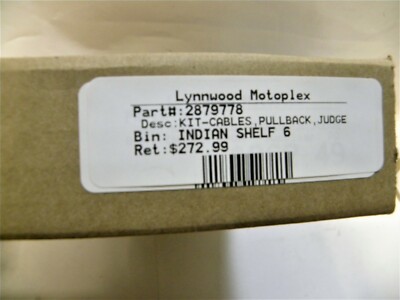 Lynnwood Motoplex
Part#:2879778
Desc:KIT-CABLES,PULLBACK,JUDGE
Bin: INDIAN SHELF 6
Ret:$272.99